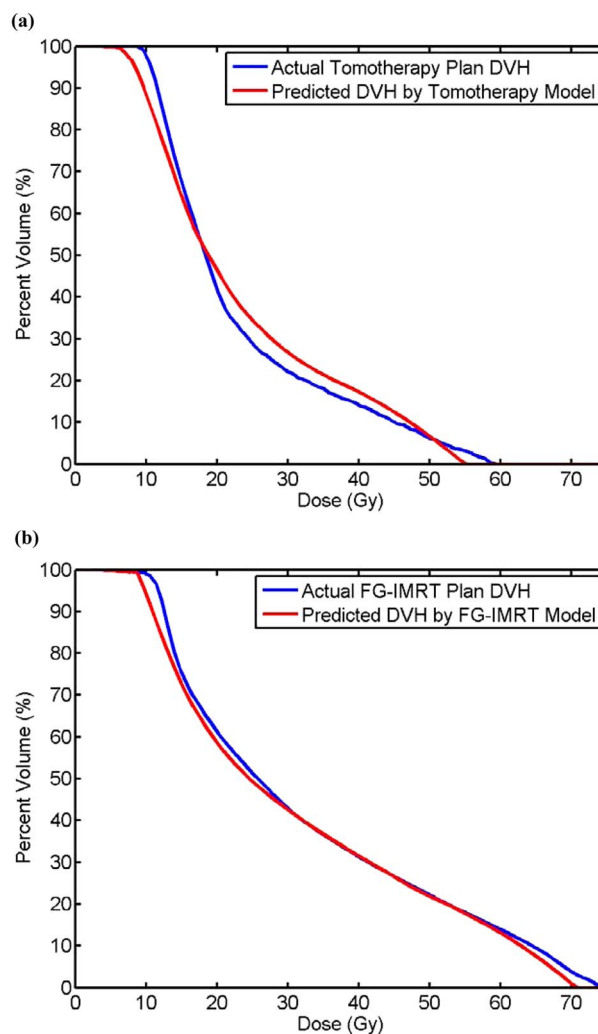 (a)
100
90
80
70
60
50
40
30
20
10
0
Percent Volume (%)
Actual Tomotherapy Plan DVH
Predicted DVH by Tomotherapy Model
0 10 20 30 40 50 60 70
Dose (Gy)
(b)
100
90
80
70
60
50
40
30
20
10
0
Percent Volume (%)
Actual FG-IMRT Plan DVH
Predicted DVH by FG-IMRT Model
0 10 20 30 40 50 60 70
Dose (Gy)